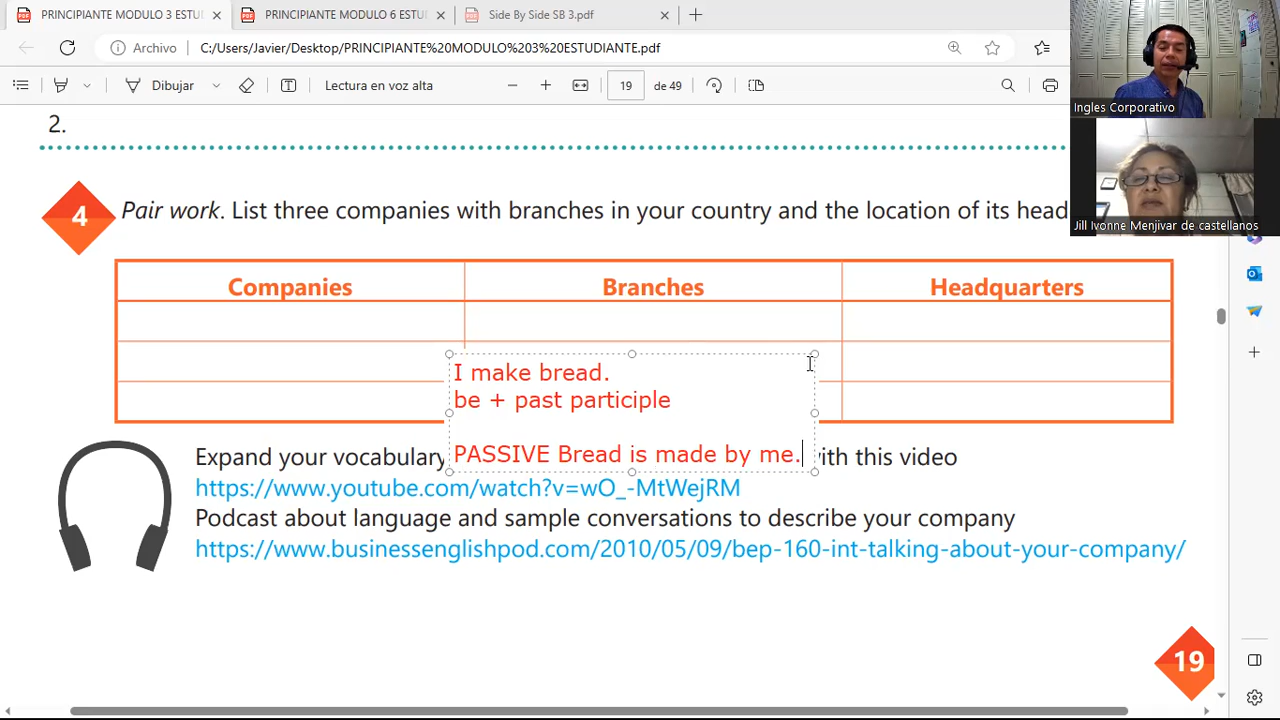 PRINCIPIANTE MODULO 3 ESTU
PRINCIPIANTE MODULO 6 ESTU
Side By Side SB 3.pdf
Archivo
C:/Users/Javier/Desktop/PRINCIPIANTE%20MODULO%203%20ESTUDIANTE.pdf
Dibujar
Lectura en voz alta
19
de 49
Ingles Corporativo
Jill Ivonne Menjivar de castellanos
2.
4
Pair work. List three companies with branches in your country and the location of its head
Companies
Branches
Headquarters
I make bread.
be + past participle
PASSIVE Bread is made by me.
Expand your vocabulary
with this video
https://www.youtube.com/watch?v=wO_-MtWejRM
Podcast about language and sample conversations to describe your company
https://www.businessenglishpod.com/2010/05/09/bep-160-int-talking-about-your-company/
19